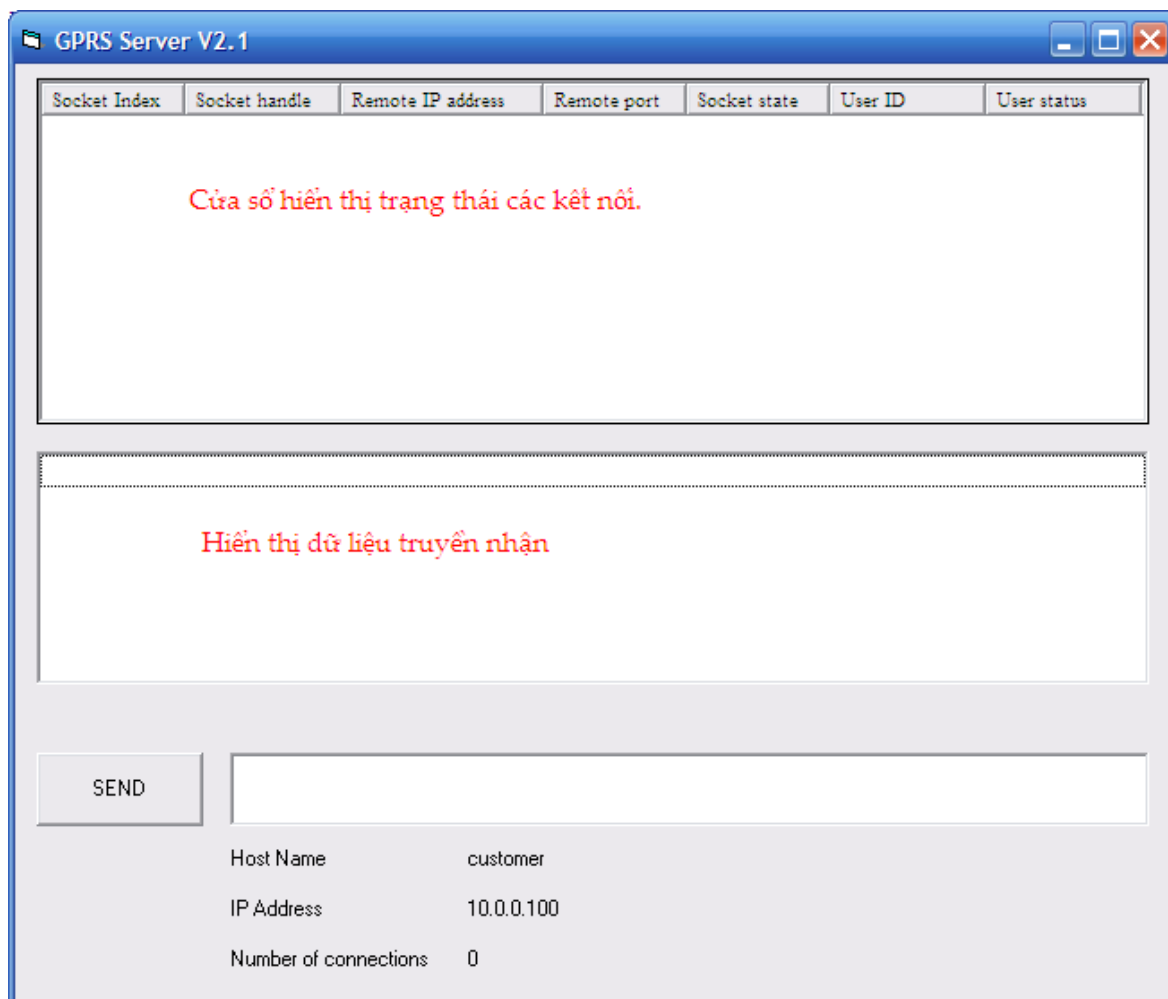 GPRS Server V2.1
Socket Index Socket handle Remote IP address Remote port Socket state User ID User status
Cửa sổ hiển thị trạng thái các kết nối.
Hiển thị dữ liệu truyền nhận
SEND
Host Name customer
IP Address 10.0.0.100
Number of connections 0